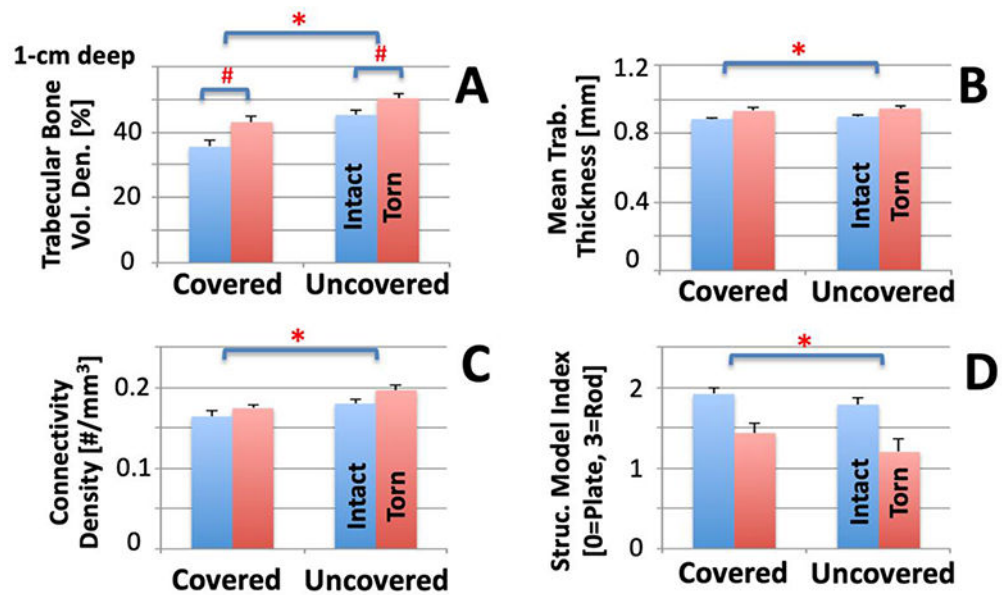 *
1-cm deep
#
#
A
Trabecular Bone
Vol. Den. [%]
40
20
0
Intact
Torn
Covered
Uncovered
*
B
Mean Trab.
Thickness [mm]
1.2
0.8
0.4
0
Intact
Torn
Covered
Uncovered
*
C
Connectivity
Density [#/mm³]
0.2
0.1
0
Intact
Torn
Covered
Uncovered
*
D
Struc. Model Index
[0=Plate, 3=Rod]
2
1
0
Intact
Torn
Covered
Uncovered